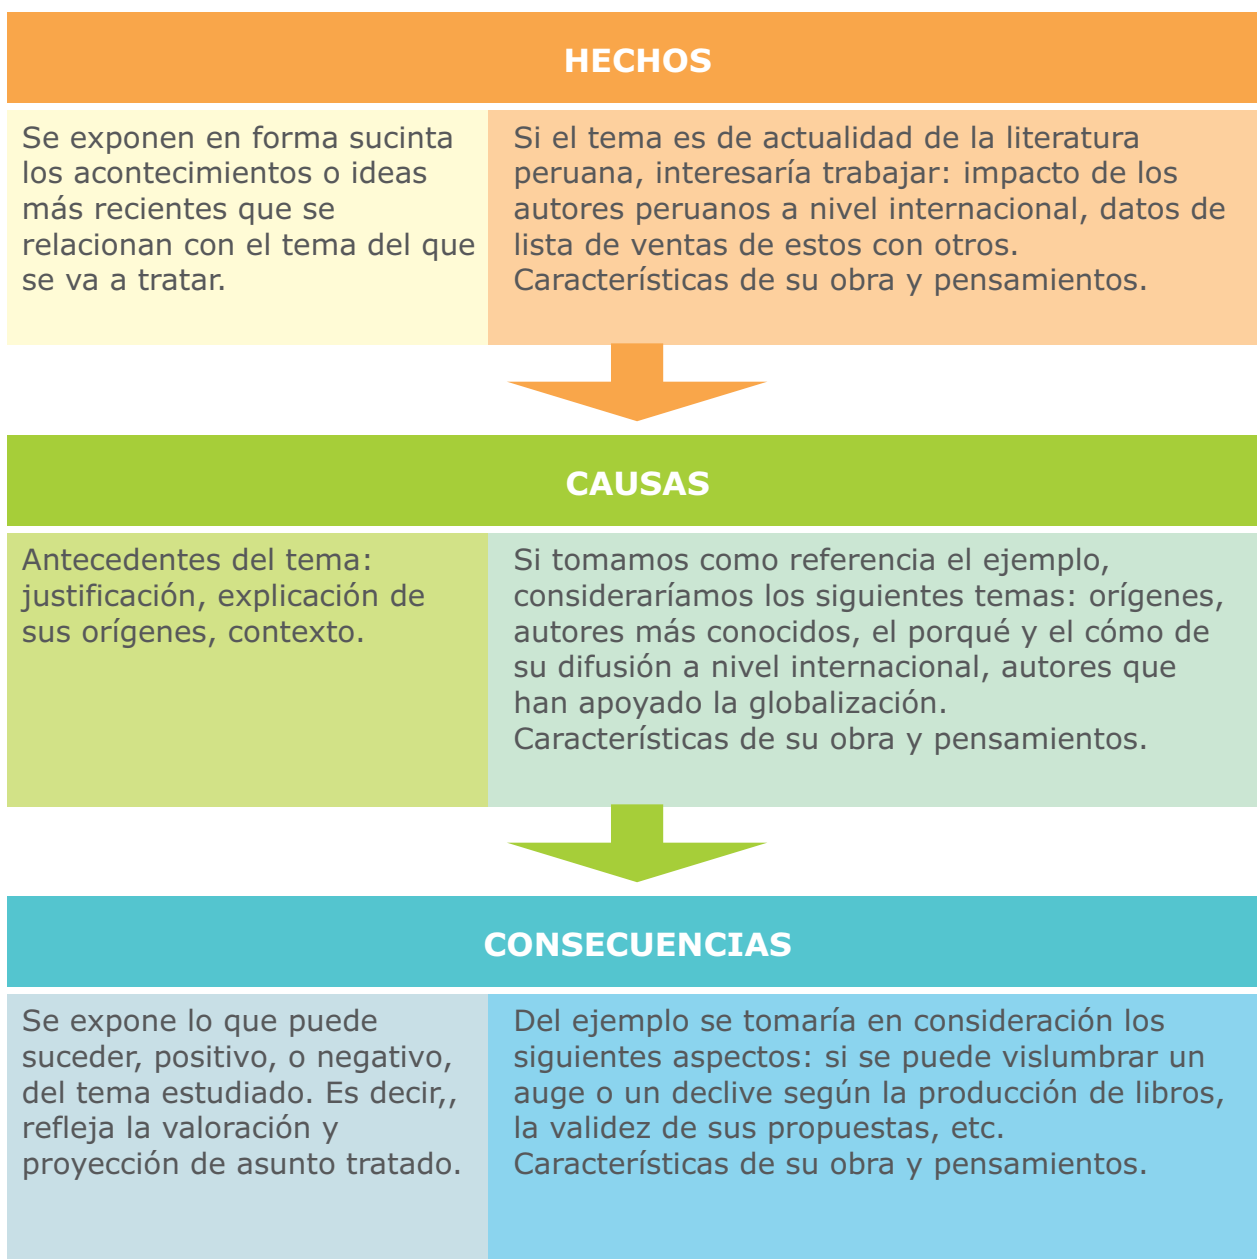 HECHOS
Se exponen en forma sucinta
los acontecimientos o ideas
más recientes que se
relacionan con el tema del que
se va a tratar.
Si el tema es de actualidad de la literatura
peruana, interesaría trabajar: impacto de los
autores peruanos a nivel internacional, datos de
lista de ventas de estos con otros.
Características de su obra y pensamientos.
CAUSAS
Antecedentes del tema:
justificación, explicación de
sus orígenes, contexto.
Si tomamos como referencia el ejemplo,
consideraríamos los siguientes temas: orígenes,
autores más conocidos, el porqué y el cómo de
su difusión a nivel internacional, autores que
han apoyado la globalización.
Características de su obra y pensamientos.
CONSECUENCIAS
Se expone lo que puede
suceder, positivo, o negativo,
del tema estudiado. Es decir,,
refleja la valoración y
proyección de asunto tratado.
Del ejemplo se tomaría en consideración los
siguientes aspectos: si se puede vislumbrar un
auge o un declive según la producción de libros,
la validez de sus propuestas, etc.
Características de su obra y pensamientos.